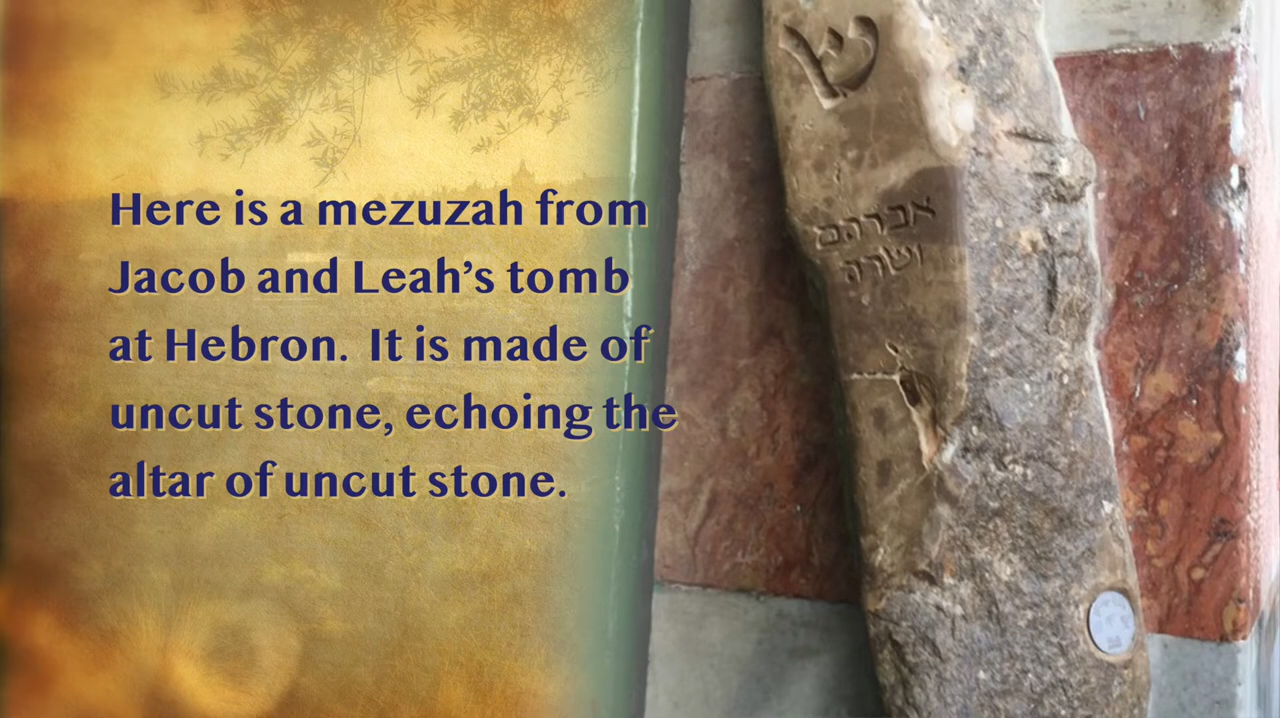 Here is a mezuzah from
Jacob and Leah’s tomb
at Hebron.  It is made of
uncut stone, echoing the
altar of uncut stone.
ש
אברהם
ושרה